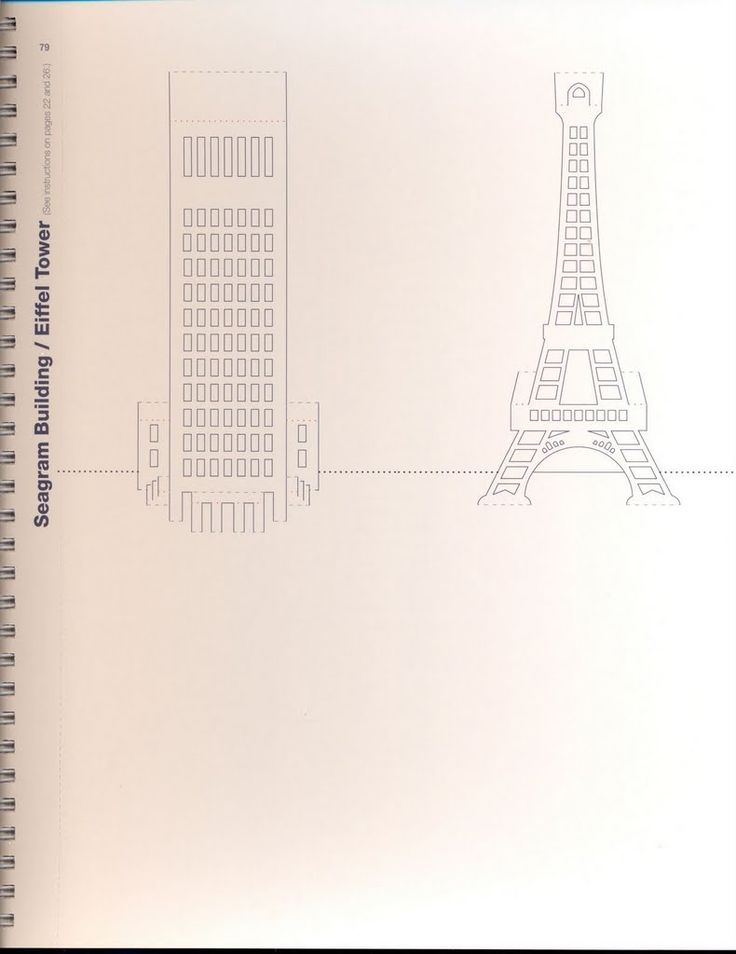 79
Seagram Building / Eiffel Tower (See instructions on pages 22 and 26.)